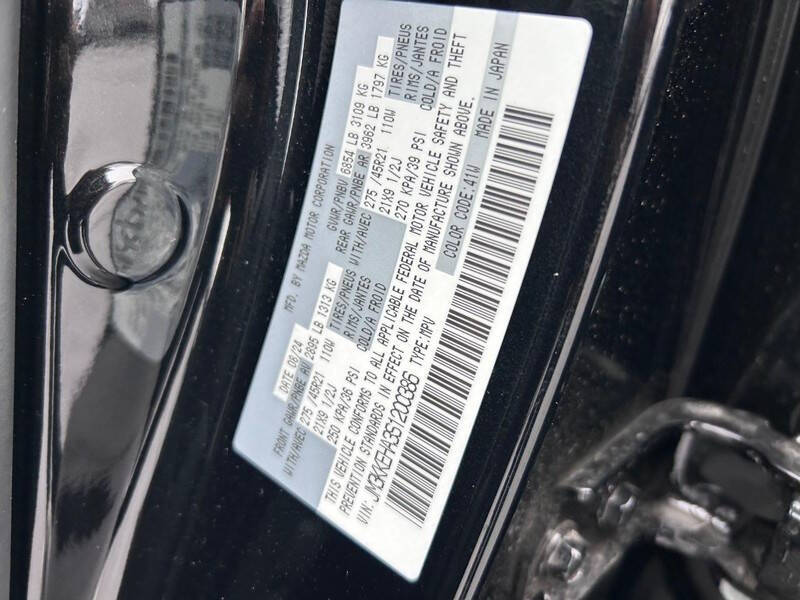 MFD. BY MAZDA MOTOR CORPORATION
DATE 08/24 GVWR/PNBV 6854 LB 3109 KG
FRONT GAWR/PNBE AV 2895 LB 1313 KG REAR GAWR/PNBE AR 3962 LB 1797 KG
WITH/AVEC 275 /45R21 110W TIRES/PNEUS WITH/AVEC 275 /45R21 110W TIRES/PNEUS
21X9 1/2J RIMS/JANTES 21X9 1/2J RIMS/JANTES
250 KPA/36 PSI COLD/A FROID 270 KPA/39 PSI COLD/A FROID
THIS VEHICLE CONFORMS TO ALL APPLICABLE FEDERAL MOTOR VEHICLE SAFETY AND THEFT
PREVENTION STANDARDS IN EFFECT ON THE DATE OF MANUFACTURE SHOWN ABOVE.
VIN: JM3KKEHA3S1200386 TYPE:MPV COLOR CODE:41W MADE IN JAPAN